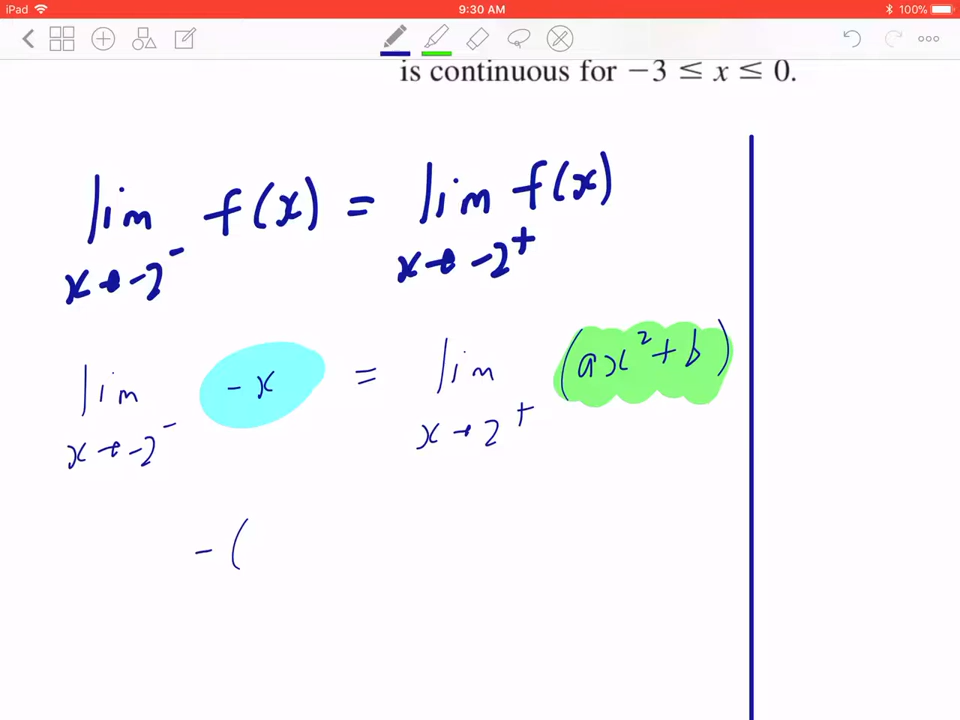 iPad 9:30 AM 100%
is continuous for −3 ≤ x ≤ 0.
lim f(x) = lim f(x)
x→-2⁻ x→-2⁺
lim -x = lim (ax²+b)
x→-2⁻ x→2⁺
-(